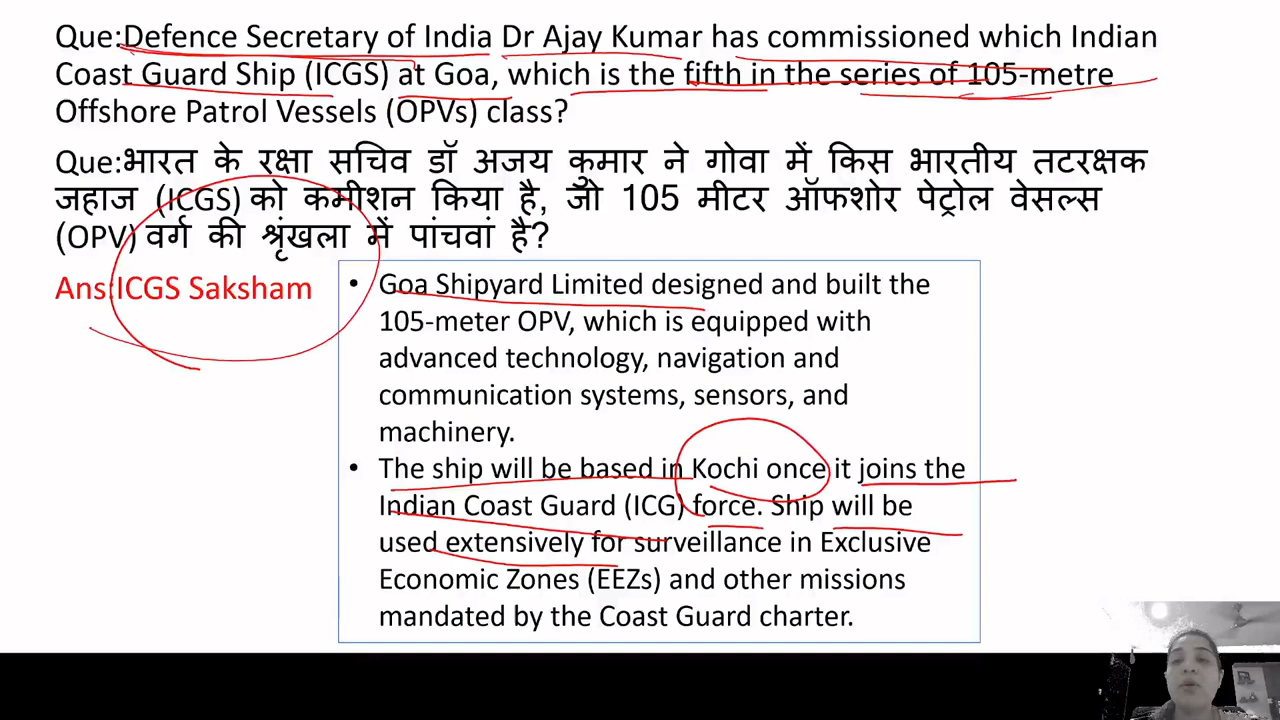 Que:Defence Secretary of India Dr Ajay Kumar has commissioned which Indian
Coast Guard Ship (ICGS) at Goa, which is the fifth in the series of 105-metre
Offshore Patrol Vessels (OPVs) class?
Que:भारत के रक्षा सचिव डॉ अजय कुमार ने गोवा में किस भारतीय तटरक्षक
जहाज (ICGS) को कमीशन किया है, जो 105 मीटर ऑफशोर पेट्रोल वेसल्स
(OPV) वर्ग की श्रृंखला में पांचवां है?
Ans:ICGS Saksham
• Goa Shipyard Limited designed and built the
105-meter OPV, which is equipped with
advanced technology, navigation and
communication systems, sensors, and
machinery.
• The ship will be based in Kochi once it joins the
Indian Coast Guard (ICG) force. Ship will be
used extensively for surveillance in Exclusive
Economic Zones (EEZs) and other missions
mandated by the Coast Guard charter.